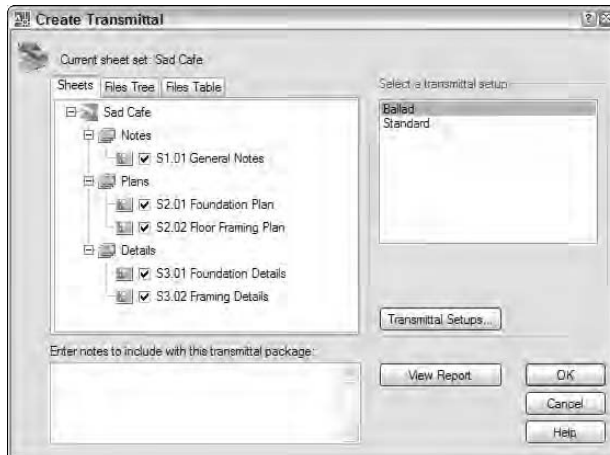 Create Transmittal
Current sheet set: Sad Cafe
Sheets Files Tree Files Table
Sad Cafe
Notes
S1.01 General Notes
Plans
S2.01 Foundation Plan
S2.02 Floor Framing Plan
Details
S3.01 Foundation Details
S3.02 Framing Details
Select a transmittal setup
Ballad
Standard
Transmittal Setups...
Enter notes to include with this transmittal package:
View Report
OK
Cancel
Help